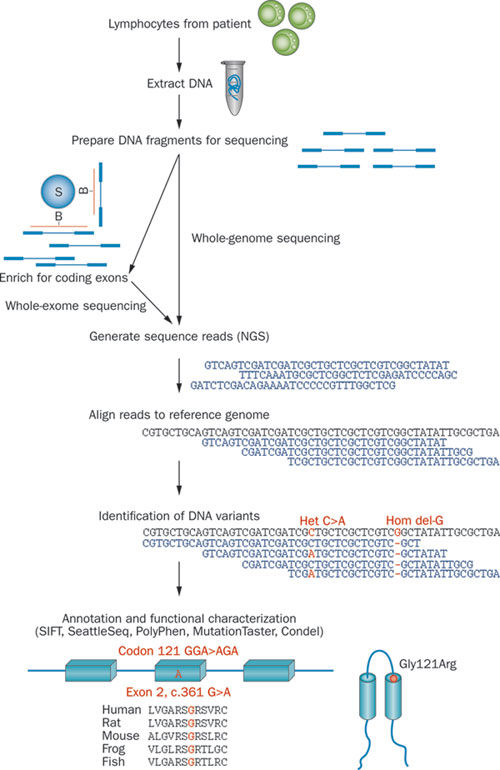 Lymphocytes from patient
Extract DNA
Prepare DNA fragments for sequencing
S
B
B
Whole-genome sequencing
Enrich for coding exons
Whole-exome sequencing
Generate sequence reads (NGS)
GTCAGTCGATCGATCGCTGCTCGCTCGTCGGCTATAT
TTTCAAATGCGCTCGGCTCTCGAGATCCCCAGC
GATCTCGACAGAAAATCCCCCGTTTGGCTCG
Align reads to reference genome
CGTGCTGCAGTCAGTCGATCGATCGCTGCTCGCTCGTCGGCTATATTGCGCTGA
GTCAGTCGATCGATCGCTGCTCGCTCGTCGGCTATAT
CGATCGATCGCTGCTCGCTCGTCGGCTATATTGCG
TCGCTGCTCGCTCGTCGGCTATATTGCGCTGA
Identification of DNA variants
Het C>A
Hom del-G
CGTGCTGCAGTCAGTCGATCGATCGCTGCTCGCTCGTCGGCTATATTGCGCTGA
CGTGCTGCAGTCAGTCGATCGATCGCTGCTCGCTCGTC-GCT
GTCAGTCGATCGATCGATGCTCGCTCGTC-GCTATAT
CGATCGATCGCTGCTCGCTCGTC-GCTATATTGCG
TCGATGCTCGCTCGTC-GCTATATTGCGCTGA
Annotation and functional characterization
(SIFT, SeattleSeq, PolyPhen, MutationTaster, Condel)
Codon 121 GGA>AGA
A
Exon 2, c.361 G>A
Gly121Arg
Human LVGARSGRSVRC
Rat LVGARSGRSVRC
Mouse ALGVRSGRSLRC
Frog VLGLRSGRTLGC
Fish VLGARSGRTLRC